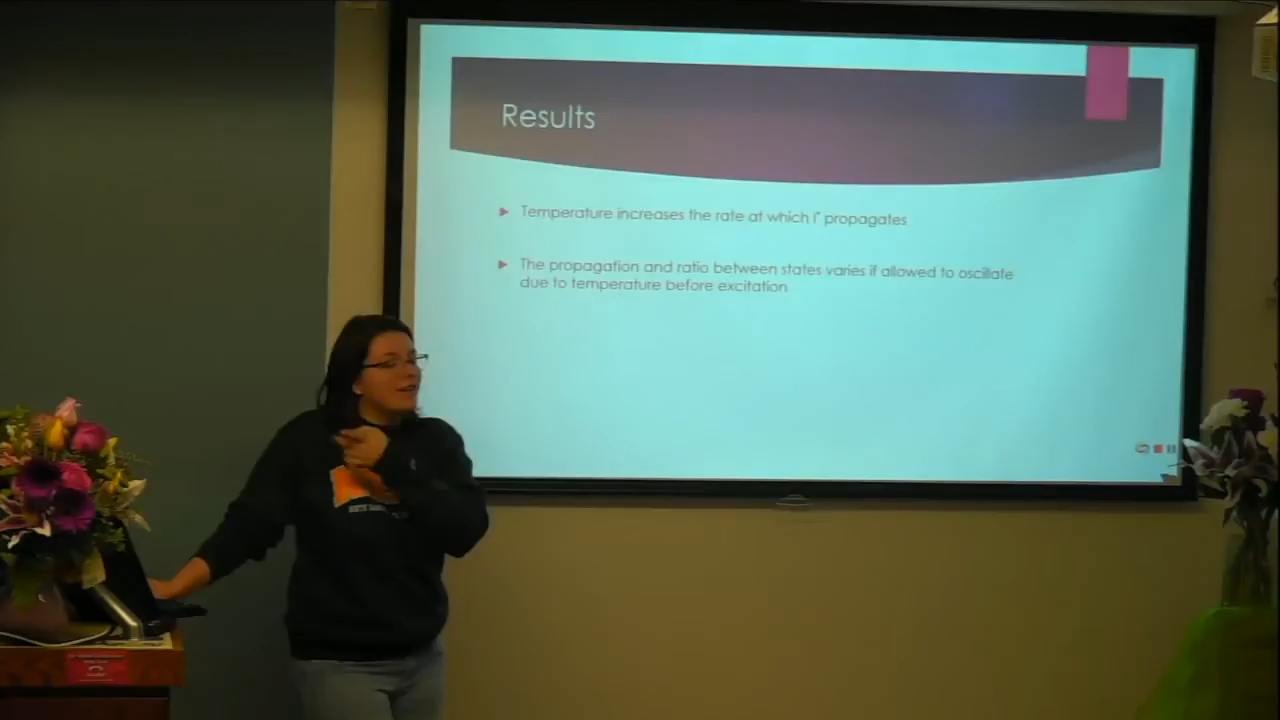 Results
Temperature increases the rate at which I* propagates
The propagation and ratio between states varies if allowed to oscillate
due to temperature before excitation